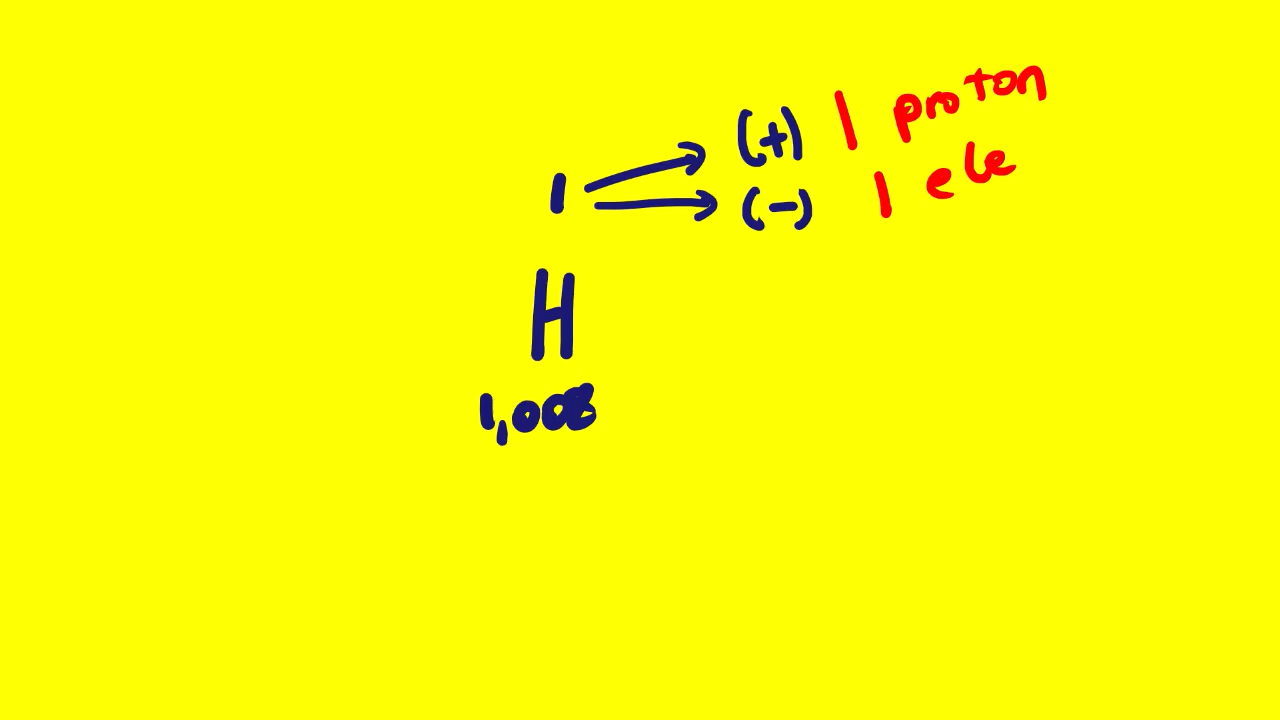 (+) 1 proton
1 (-) 1 ele
H
1,008